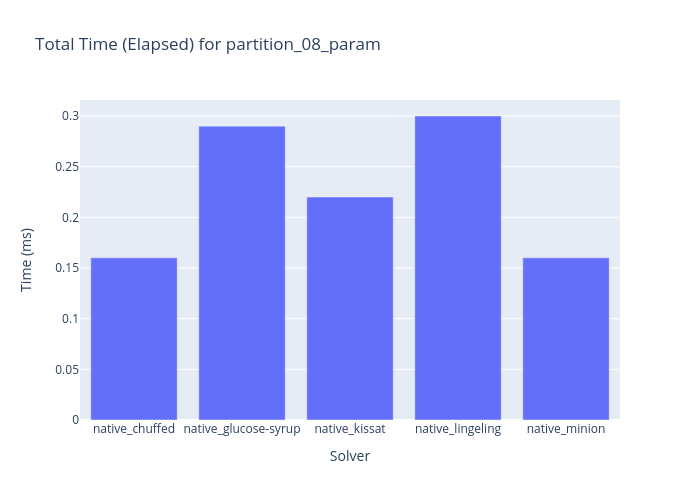 Total Time (Elapsed) for partition_08_param
Time (ms)
0.3
0.25
0.2
0.15
0.1
0.05
0
native_chuffed native_glucose-syrup native_kissat native_lingeling native_minion
Solver